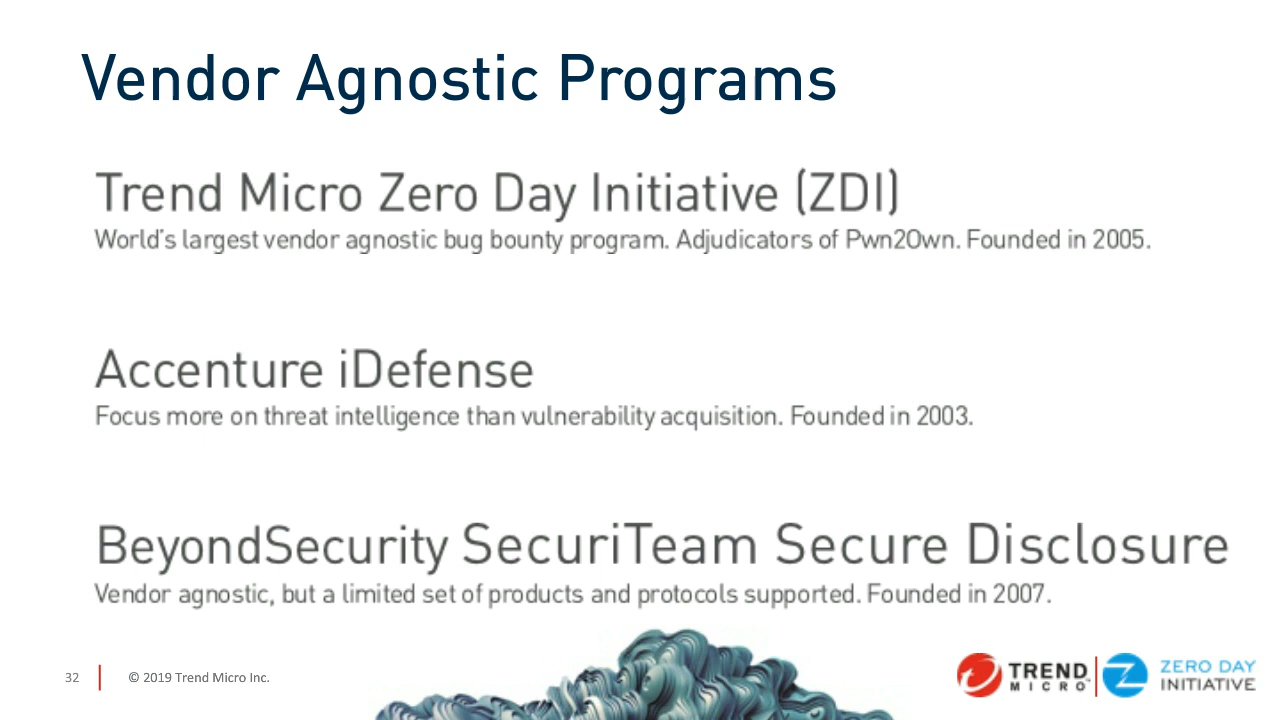 Vendor Agnostic Programs
Trend Micro Zero Day Initiative (ZDI)
World's largest vendor agnostic bug bounty program. Adjudicators of Pwn2Own. Founded in 2005.
Accenture iDefense
Focus more on threat intelligence than vulnerability acquisition. Founded in 2003.
BeyondSecurity SecuriTeam Secure Disclosure
Vendor agnostic, but a limited set of products and protocols supported. Founded in 2007.
32
© 2019 Trend Micro Inc.
TREND
MICRO™
ZERO DAY
INITIATIVE